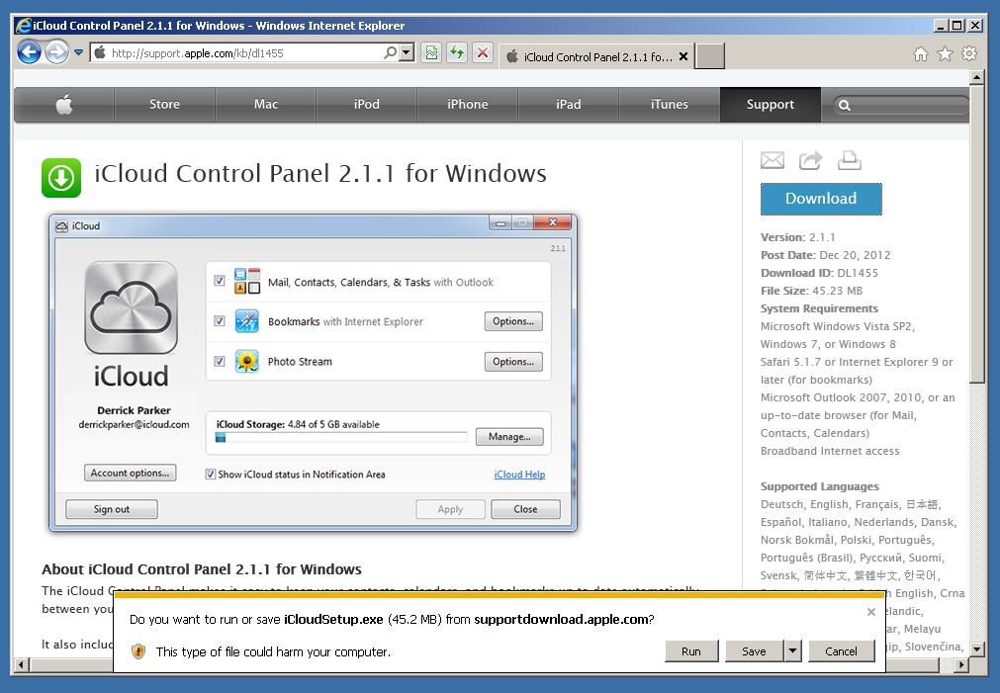 iCloud Control Panel 2.1.1 for Windows - Windows Internet Explorer
http://support.apple.com/kb/dl1455
iCloud Control Panel 2.1.1 fo...
Store Mac iPod iPhone iPad iTunes Support
iCloud Control Panel 2.1.1 for Windows
iCloud
2.1.1
Mail, Contacts, Calendars, & Tasks with Outlook
Bookmarks with Internet Explorer
Options...
Photo Stream
Options...
iCloud
Derrick Parker
derrickparker@icloud.com
iCloud Storage: 4.84 of 5 GB available
Manage...
Account options...
Show iCloud status in Notification Area
iCloud Help
Sign out
Apply
Close
About iCloud Control Panel 2.1.1 for Windows
The iCloud Control Panel makes it easy to keep your contacts, calendars, and bookmarks up to date automatically
between you
It also inclu
Download
Version: 2.1.1
Post Date: Dec 20, 2012
Download ID: DL1455
File Size: 45.23 MB
System Requirements
Microsoft Windows Vista SP2,
Windows 7, or Windows 8
Safari 5.1.7 or Internet Explorer 9 or
later (for bookmarks)
Microsoft Outlook 2007, 2010, or an
up-to-date browser (for Mail,
Contacts, Calendars)
Broadband Internet access
Supported Languages
Deutsch, English, Français, 日本語,
Español, Italiano, Nederlands, Dansk,
Norsk Bokmål, Polski, Português,
Português (Brasil), Русский, Suomi,
Svensk, 简体中文, 繁體中文, 한국어,
English, Crna
elandic,
ar, Melayu
gip, Slovenčina,
Do you want to run or save iCloudSetup.exe (45.2 MB) from supportdownload.apple.com?
This type of file could harm your computer.
Run
Save
Cancel